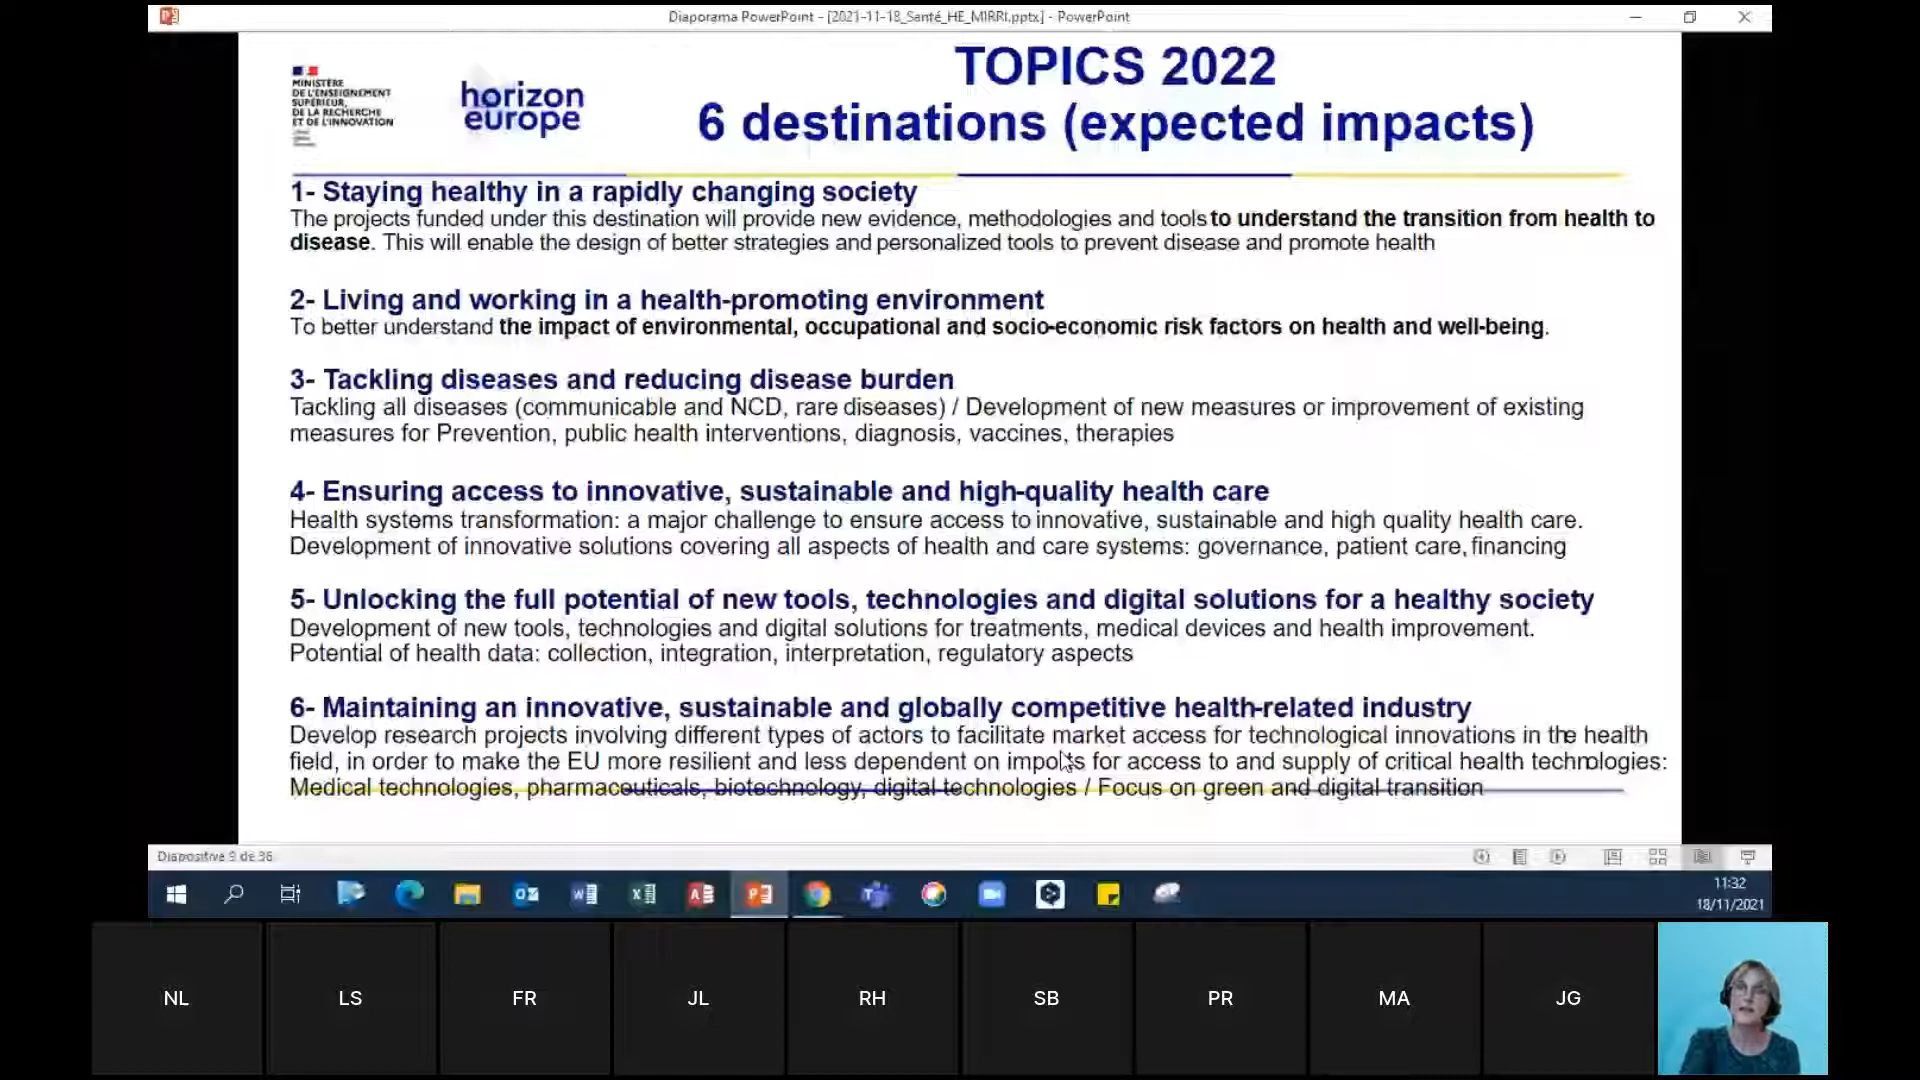 Diaporama PowerPoint - [2021-11-18_Santé_HE_MIRRI.pptx] - PowerPoint
MINISTÈRE
DE L'ENSEIGNEMENT
SUPÉRIEUR,
DE LA RECHERCHE
ET DE L'INNOVATION
horizon
europe
TOPICS 2022
6 destinations (expected impacts)
1- Staying healthy in a rapidly changing society
The projects funded under this destination will provide new evidence, methodologies and tools to understand the transition from health to
disease. This will enable the design of better strategies and personalized tools to prevent disease and promote health
2- Living and working in a health-promoting environment
To better understand the impact of environmental, occupational and socio-economic risk factors on health and well-being.
3- Tackling diseases and reducing disease burden
Tackling all diseases (communicable and NCD, rare diseases) / Development of new measures or improvement of existing
measures for Prevention, public health interventions, diagnosis, vaccines, therapies
4- Ensuring access to innovative, sustainable and high-quality health care
Health systems transformation: a major challenge to ensure access to innovative, sustainable and high quality health care.
Development of innovative solutions covering all aspects of health and care systems: governance, patient care, financing
5- Unlocking the full potential of new tools, technologies and digital solutions for a healthy society
Development of new tools, technologies and digital solutions for treatments, medical devices and health improvement.
Potential of health data: collection, integration, interpretation, regulatory aspects
6- Maintaining an innovative, sustainable and globally competitive health-related industry
Develop research projects involving different types of actors to facilitate market access for technological innovations in the health
field, in order to make the EU more resilient and less dependent on imports for access to and supply of critical health technologies:
Medical technologies, pharmaceuticals, biotechnology, digital technologies / Focus on green and digital transition
Diapositive 9 de 36
11:32
18/11/2021
NL
LS
FR
JL
RH
SB
PR
MA
JG